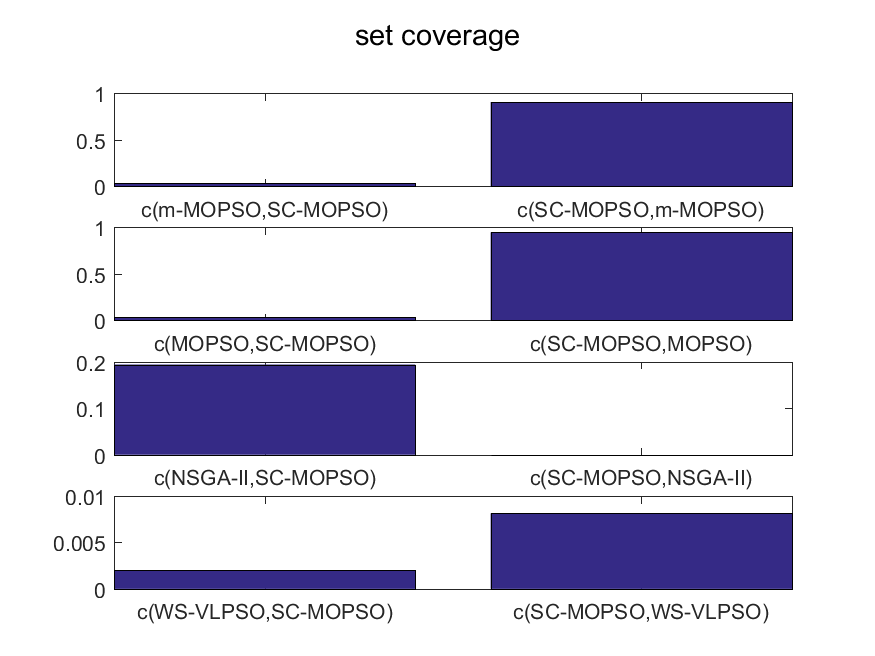 set coverage
1
0.5
0
c(m-MOPSO,SC-MOPSO) c(SC-MOPSO,m-MOPSO)
1
0.5
0
c(MOPSO,SC-MOPSO) c(SC-MOPSO,MOPSO)
0.2
0.1
0
c(NSGA-II,SC-MOPSO) c(SC-MOPSO,NSGA-II)
0.01
0.005
0
c(WS-VLPSO,SC-MOPSO) c(SC-MOPSO,WS-VLPSO)